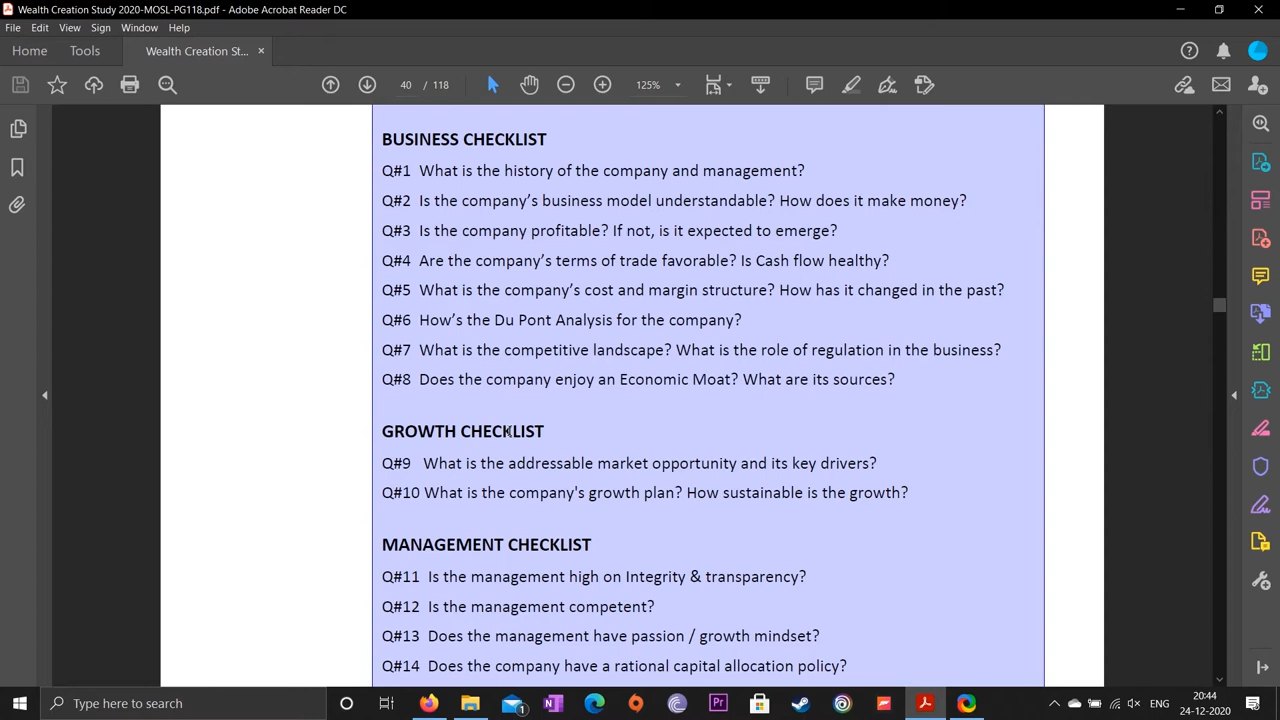 Wealth Creation Study 2020-MOSL-PG118.pdf - Adobe Acrobat Reader DC
File Edit View Sign Window Help
Home Tools Wealth Creation St... ×
40 / 118 125%
BUSINESS CHECKLIST
Q#1 What is the history of the company and management?
Q#2 Is the company's business model understandable? How does it make money?
Q#3 Is the company profitable? If not, is it expected to emerge?
Q#4 Are the company's terms of trade favorable? Is Cash flow healthy?
Q#5 What is the company's cost and margin structure? How has it changed in the past?
Q#6 How's the Du Pont Analysis for the company?
Q#7 What is the competitive landscape? What is the role of regulation in the business?
Q#8 Does the company enjoy an Economic Moat? What are its sources?
GROWTH CHECKLIST
Q#9 What is the addressable market opportunity and its key drivers?
Q#10 What is the company's growth plan? How sustainable is the growth?
MANAGEMENT CHECKLIST
Q#11 Is the management high on Integrity & transparency?
Q#12 Is the management competent?
Q#13 Does the management have passion / growth mindset?
Q#14 Does the company have a rational capital allocation policy?
Type here to search
1
Pr
ENG
20:44
24-12-2020